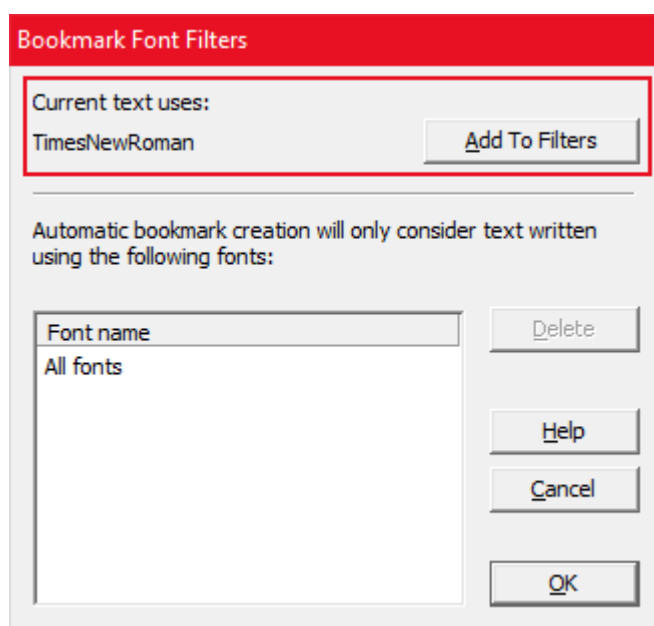 Bookmark Font Filters
Current text uses:
TimesNewRoman
Add To Filters
Automatic bookmark creation will only consider text written
using the following fonts:
Font name
All fonts
Delete
Help
Cancel
OK